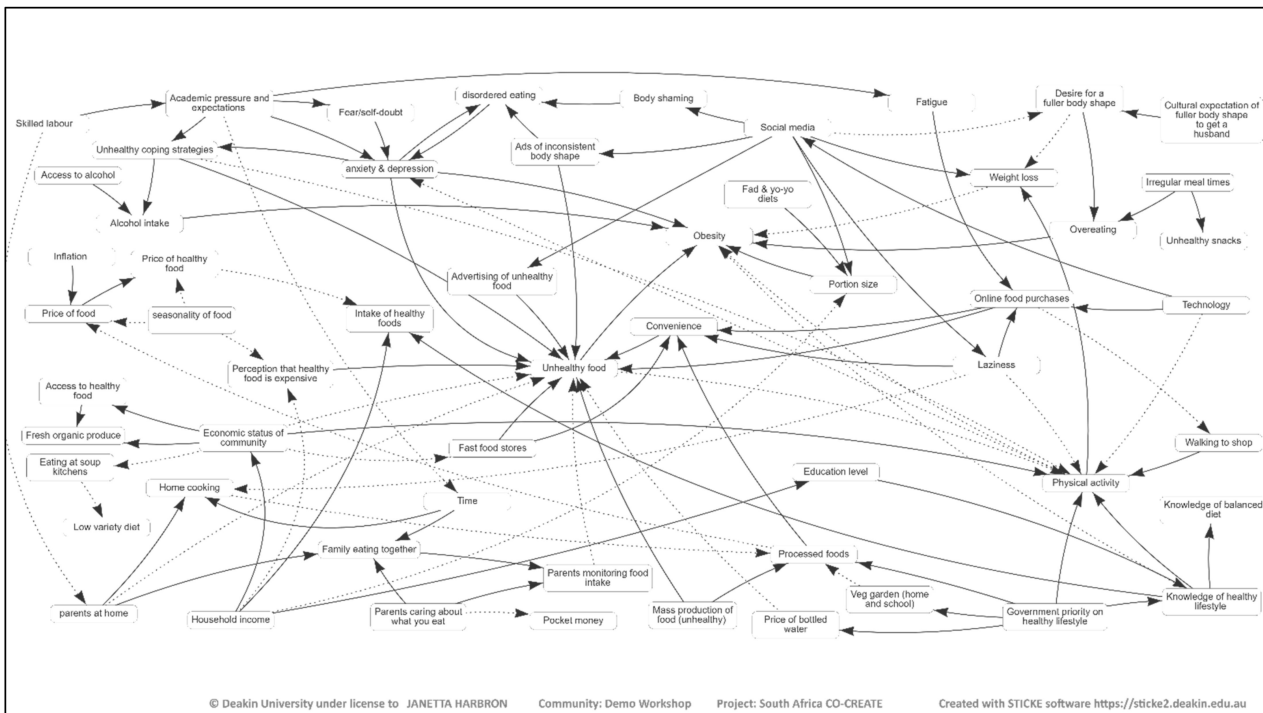 Academic pressure and
expectations
Skilled labour
Fear/self-doubt
disordered eating
Body shaming
Fatigue
Desire for a
fuller body shape
Cultural expectation of
fuller body shape
to get a
husband
Social media
Unhealthy coping strategies
Ads of inconsistent
body shape
anxiety & depression
Access to alcohol
Weight loss
Irregular meal times
Fad & yo-yo
diets
Alcohol intake
Obesity
Overeating
Unhealthy snacks
Inflation
Price of healthy
food
Advertising of unhealthy
food
Portion size
Online food purchases
Technology
Price of food
seasonality of food
Intake of healthy
foods
Convenience
Perception that healthy
food is expensive
Unhealthy food
Laziness
Access to healthy
food
Fresh organic produce
Economic status of
community
Fast food stores
Walking to shop
Eating at soup
kitchens
Education level
Physical activity
Home cooking
Time
Knowledge of balanced
diet
Low variety diet
Family eating together
Processed foods
Parents monitoring food
intake
Veg garden (home
and school)
Knowledge of healthy
lifestyle
parents at home
Household income
Parents caring about
what you eat
Pocket money
Mass production of
food (unhealthy)
Price of bottled
water
Government priority on
healthy lifestyle
© Deakin University under license to JANETTA HARBRON Community: Demo Workshop Project: South Africa CO-CREATE Created with STICKE software https://sticke2.deakin.edu.au